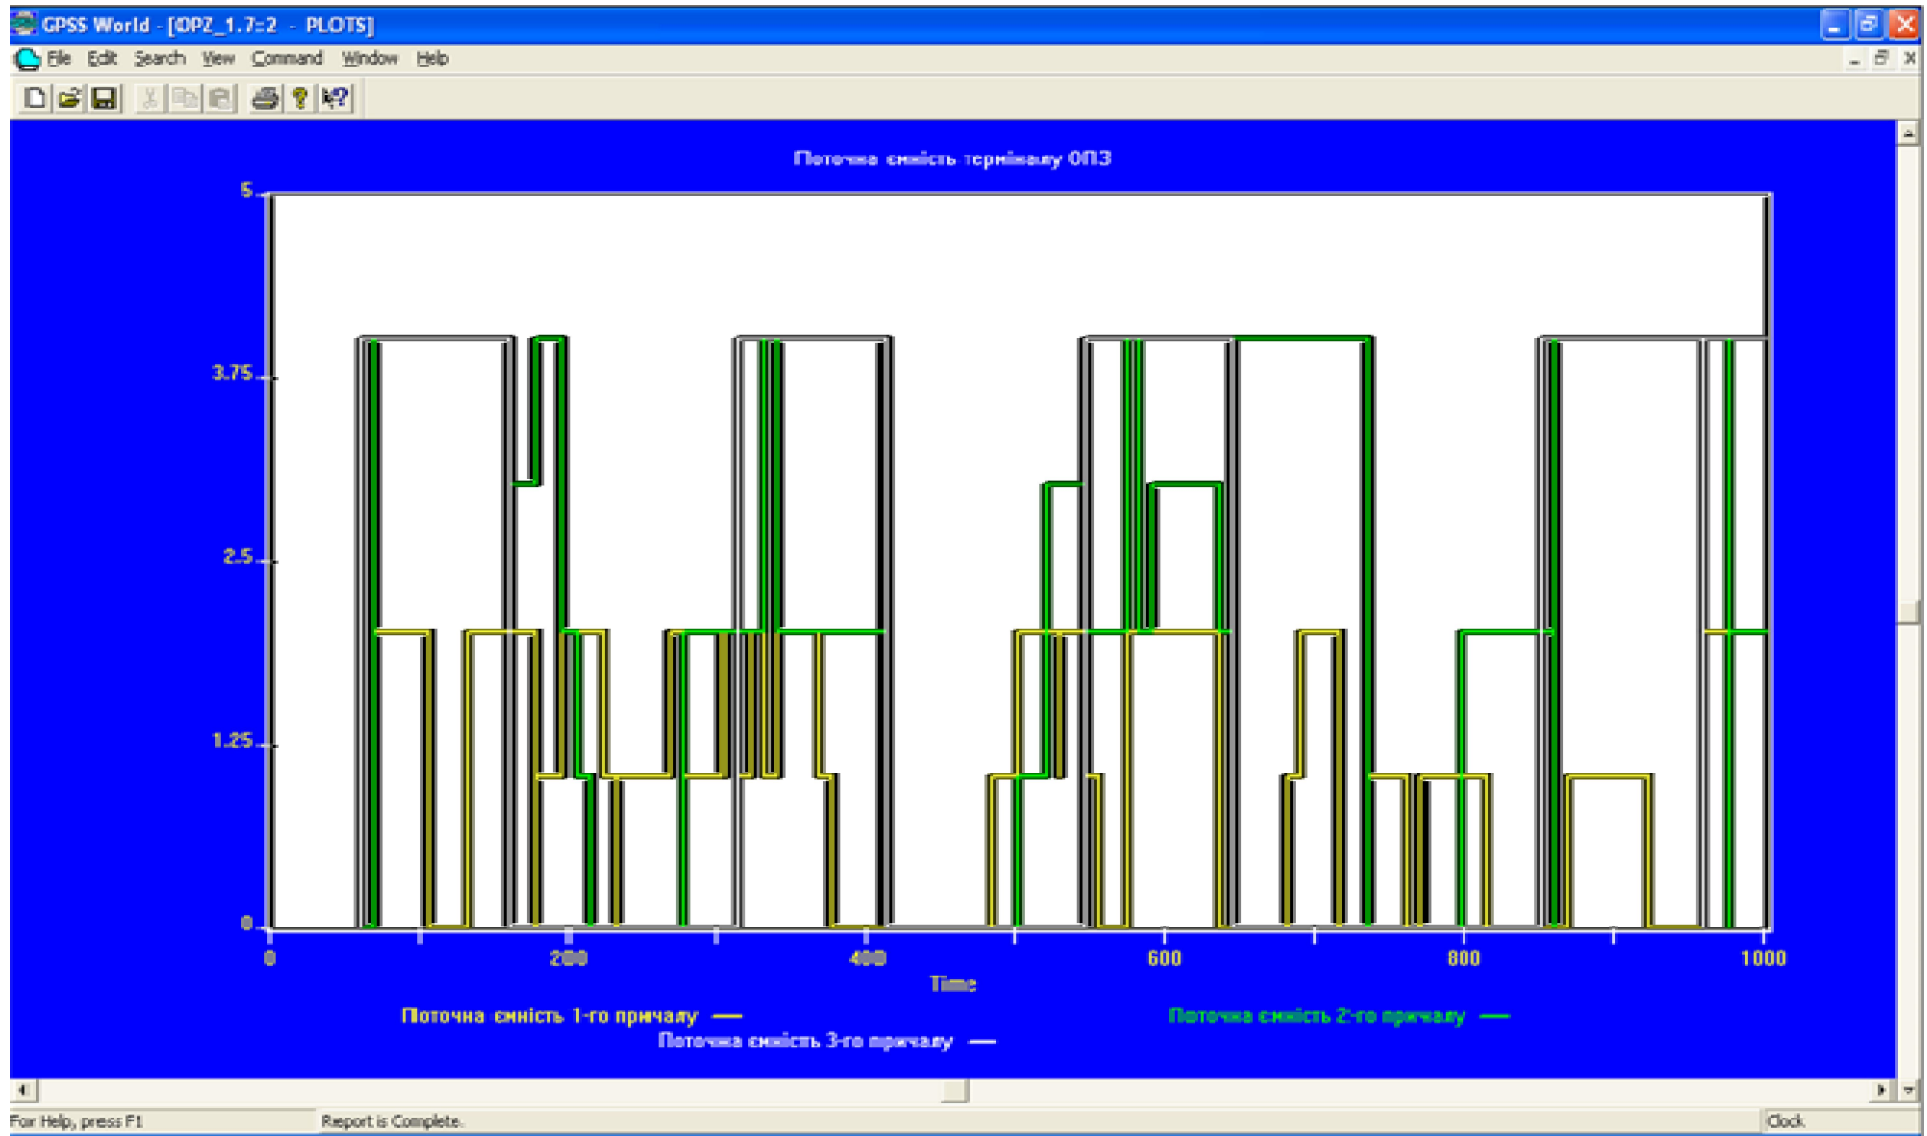 GPSS World - [OPZ_1.7::2 - PLOTS]
File Edit Search View Command Window Help
Поточна ємність терміналу ОПЗ
5
3.75
2.5
1.25
0
0 200 400 600 800 1000
Time
Поточна ємність 1-го причалу
Поточна ємність 2-го причалу
Поточна ємність 3-го причалу
For Help, press F1 Report is Complete. Clock